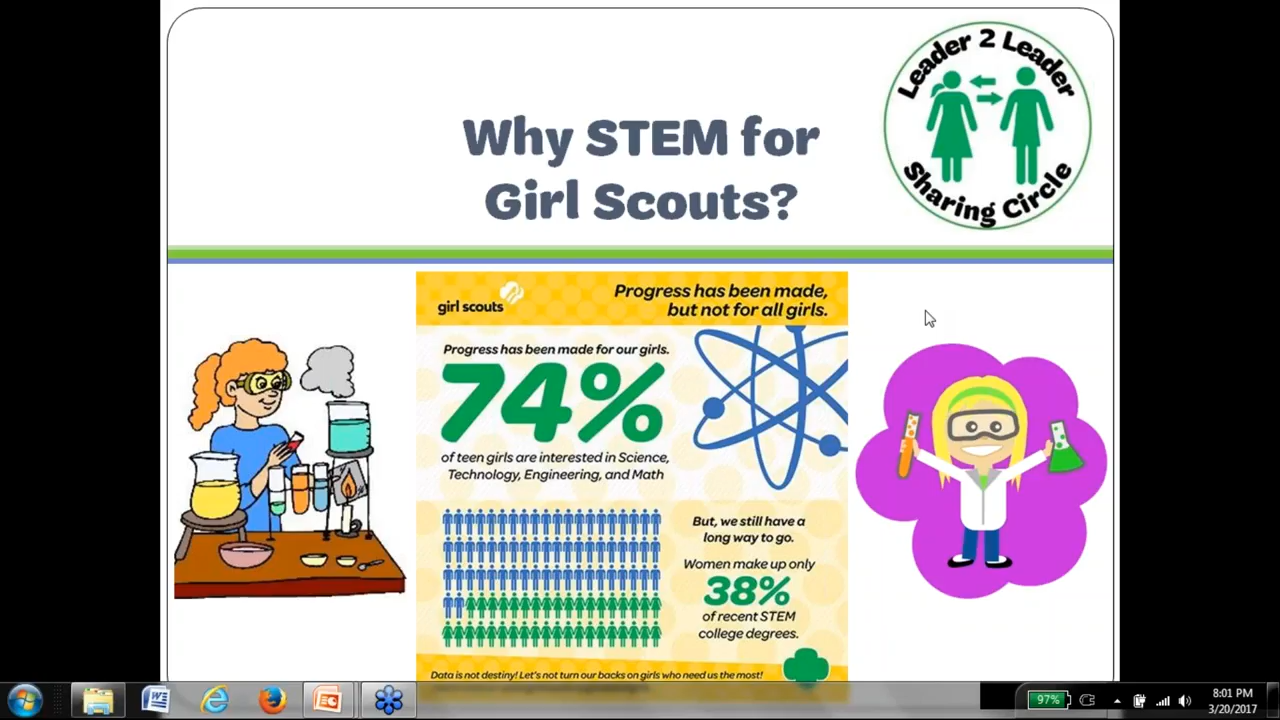 Leader 2 Leader
Sharing Circle
Why STEM for
Girl Scouts?
girl scouts
Progress has been made,
but not for all girls.
Progress has been made for our girls.
74%
of teen girls are interested in Science,
Technology, Engineering, and Math
But, we still have a
long way to go.
Women make up only
38%
of recent STEM
college degrees.
Data is not destiny! Let's not turn our backs on girls who need us the most!
97%
8:01 PM
3/20/2017